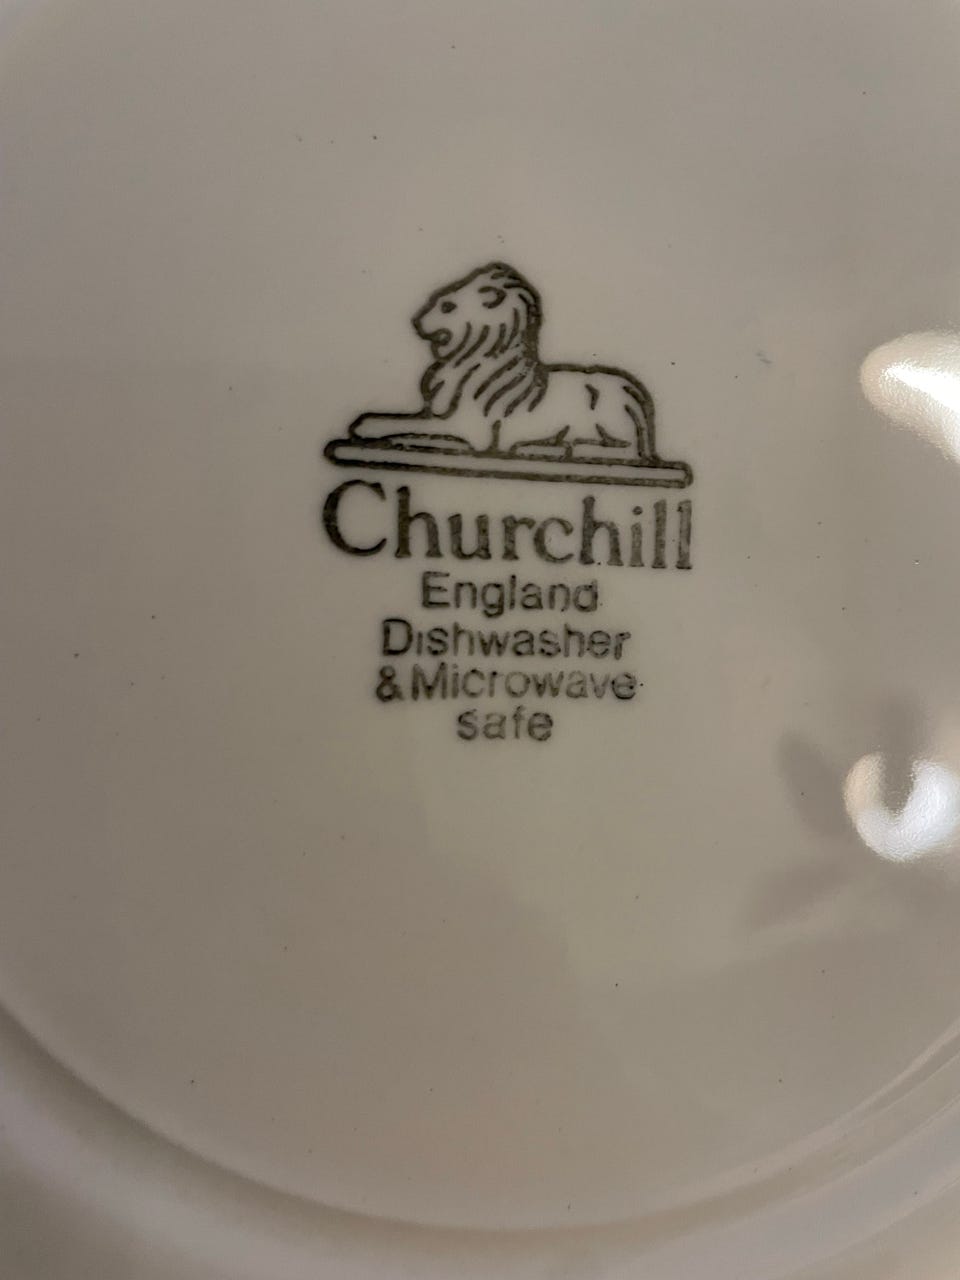 Churchill
England
Dishwasher
& Microwave
safe